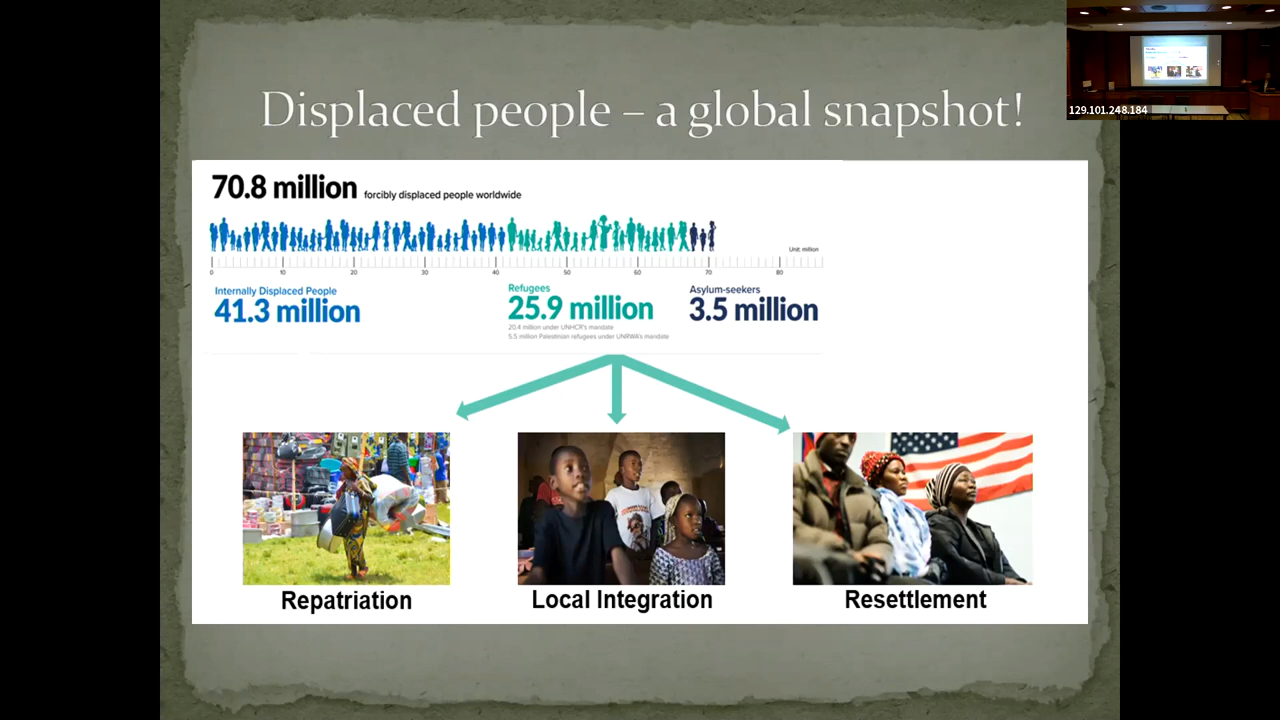 Displaced people – a global snapshot!
129.101.248.184
70.8 million forcibly displaced people worldwide
Unit: million
0 10 20 30 40 50 60 70 80
Internally Displaced People
41.3 million
Refugees
25.9 million
20.4 million under UNHCR's mandate
5.5 million Palestinian refugees under UNRWA's mandate
Asylum-seekers
3.5 million
Repatriation
Local Integration
Resettlement